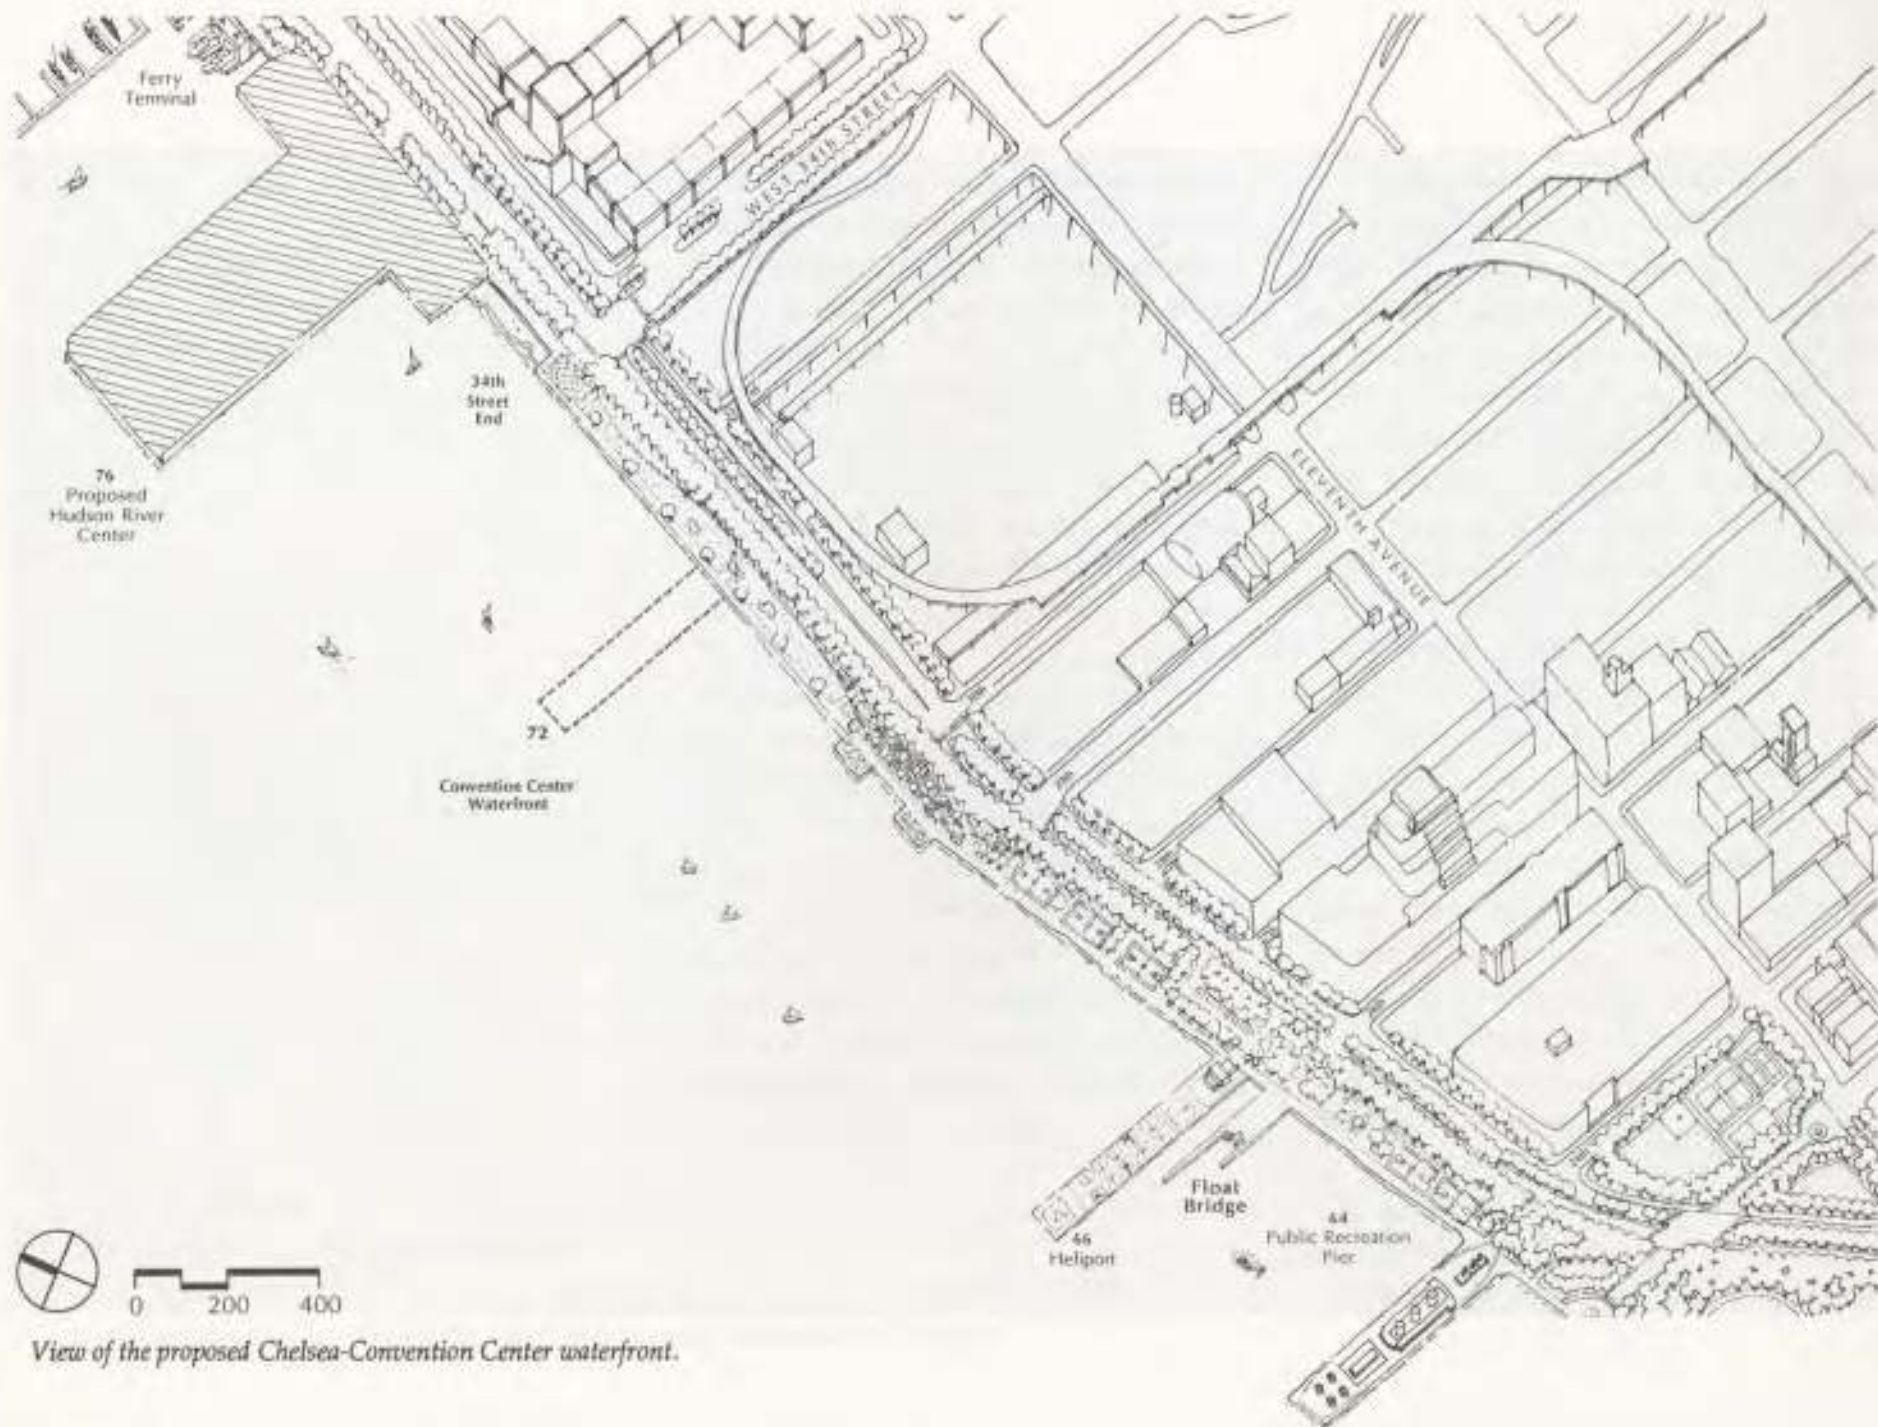 Ferry
Terminal
WEST 34th STREET
34th
Street
End
76
Proposed
Hudson River
Center
ELEVENTH AVENUE
72
Convention Center
Waterfront
Float
Bridge
66
Heliport
64
Public Recreation
Pier
0 200 400
View of the proposed Chelsea-Convention Center waterfront.